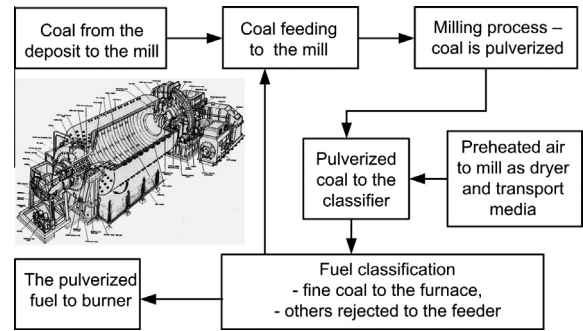 Coal from the
deposit to the mill
Coal feeding
to the mill
Milling process –
coal is pulverized
Pulverized
coal to the
classifier
Preheated air
to mill as dryer
and transport
media
The pulverized
fuel to burner
Fuel classification
- fine coal to the furnace,
- others rejected to the feeder